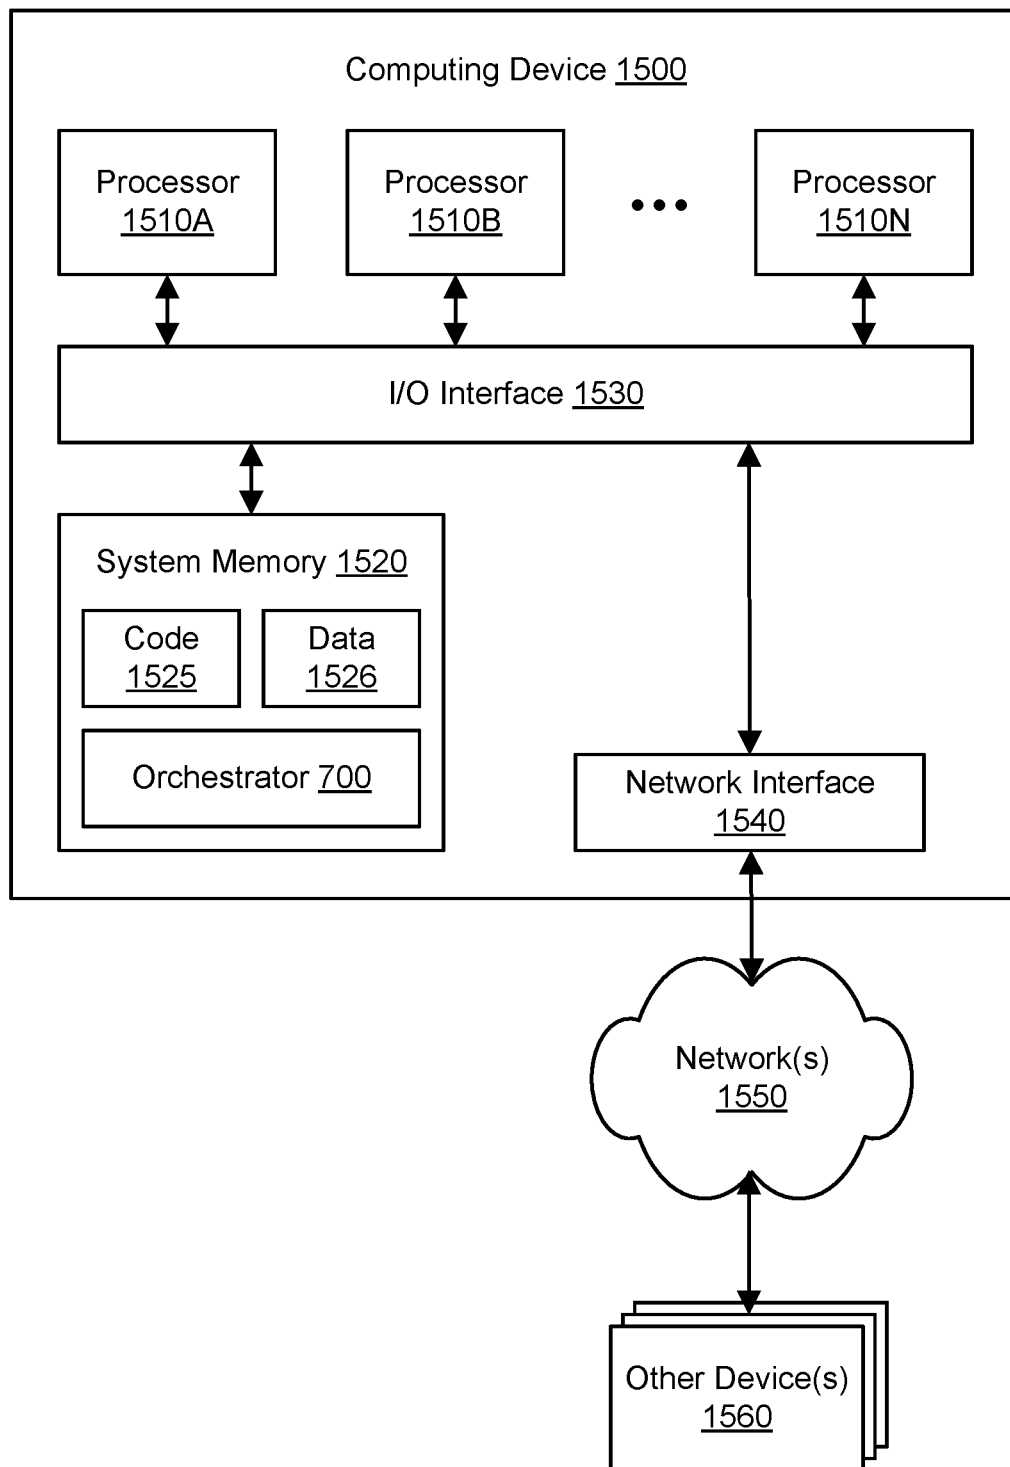 Computing Device 1500
Processor
1510A
Processor
1510B
Processor
1510N
I/O Interface 1530
System Memory 1520
Code
1525
Data
1526
Orchestrator 700
Network Interface
1540
Network(s)
1550
Other Device(s)
1560